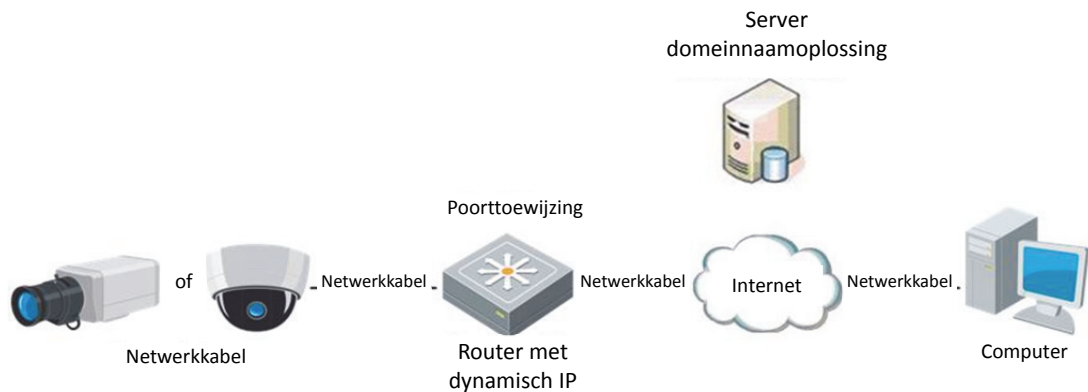 Server
domeinnaamoplossing
Poorttoewijzing
of
Netwerkkabel
Netwerkkabel
Internet
Netwerkkabel
Netwerkkabel
Router met
dynamisch IP
Computer